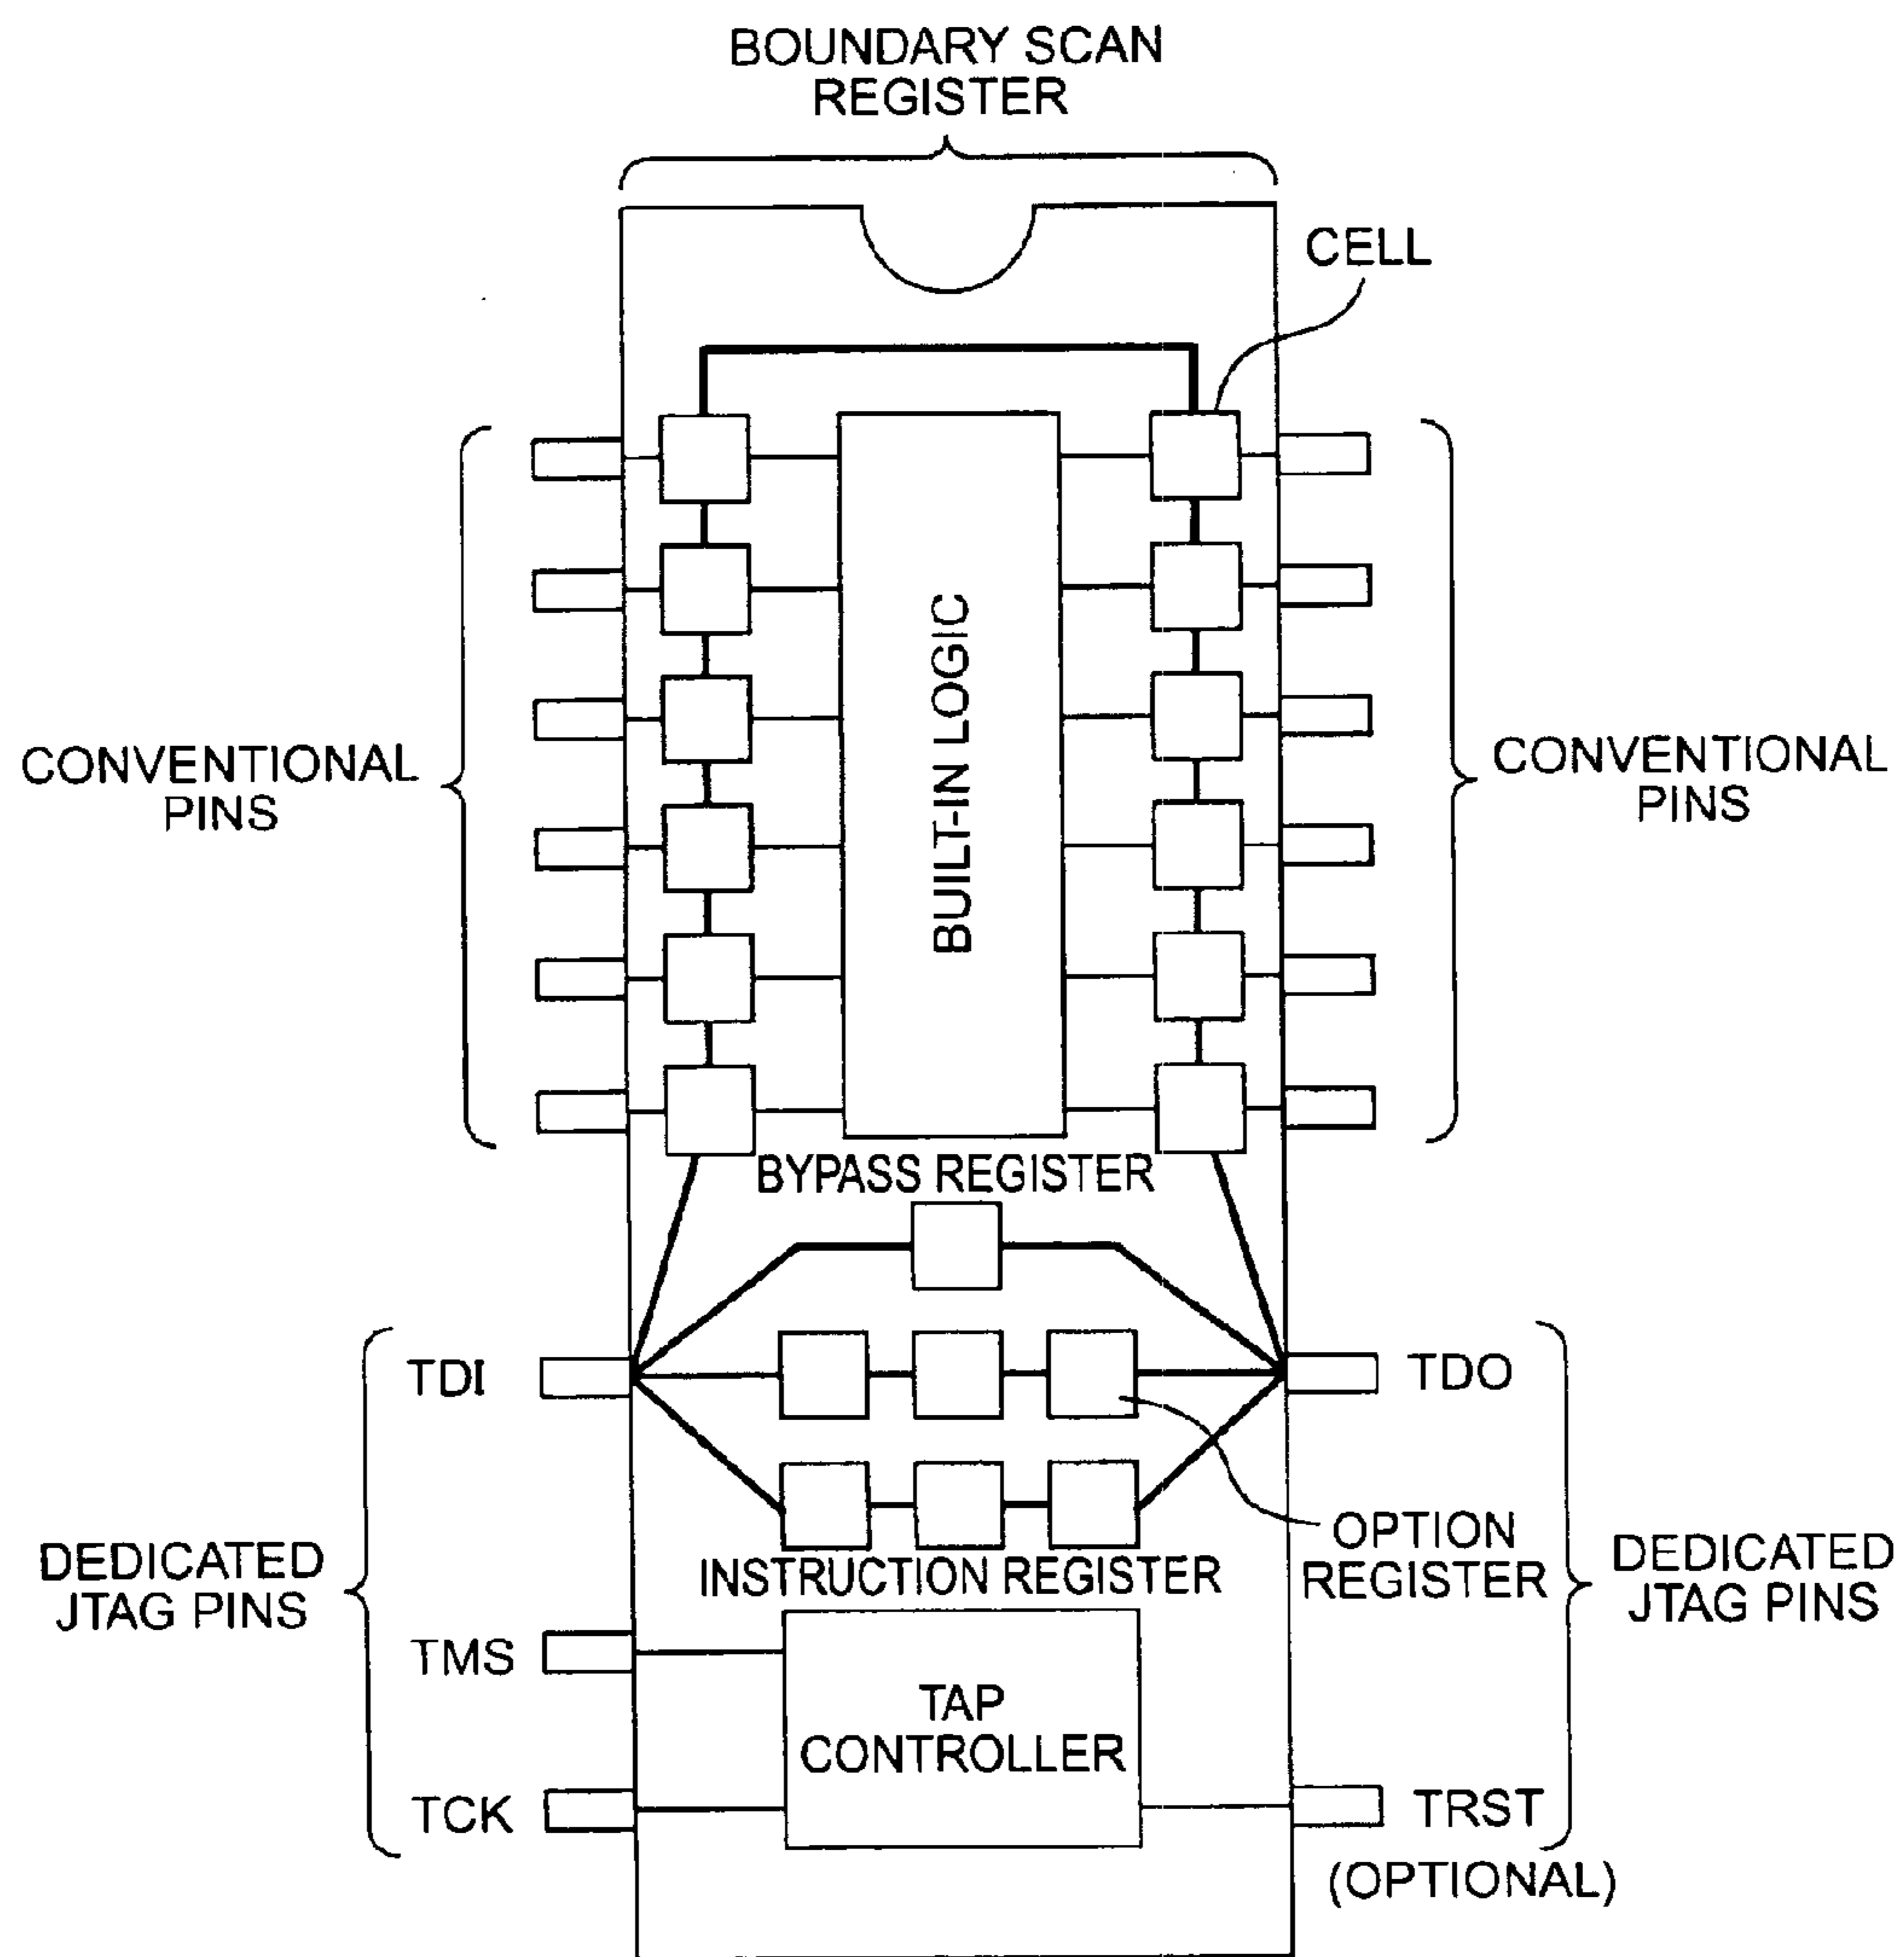 BOUNDARY SCAN
REGISTER
CELL
CONVENTIONAL
PINS
BUILT-IN LOGIC
CONVENTIONAL
PINS
BYPASS REGISTER
TDI
TDO
OPTION
REGISTER
DEDICATED
JTAG PINS
INSTRUCTION REGISTER
DEDICATED
JTAG PINS
TMS
TAP
CONTROLLER
TCK
TRST
(OPTIONAL)